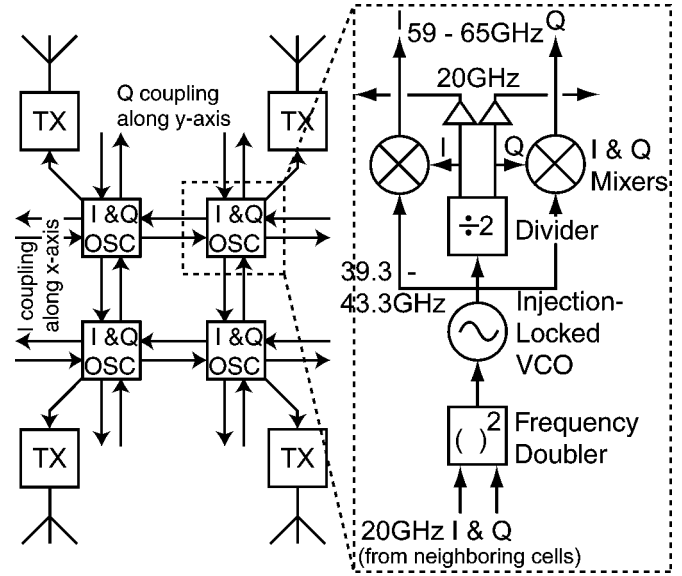 TX
Q coupling
along y-axis
TX
I &Q
OSC
I &Q
OSC
I coupling
along x-axis
I &Q
OSC
I &Q
OSC
TX
TX
I
59 - 65GHz
Q
20GHz
I
Q
I & Q
Mixers
÷2
Divider
39.3 -
43.3GHz
Injection-
Locked
VCO
( )2
Frequency
Doubler
20GHz I & Q
(from neighboring cells)